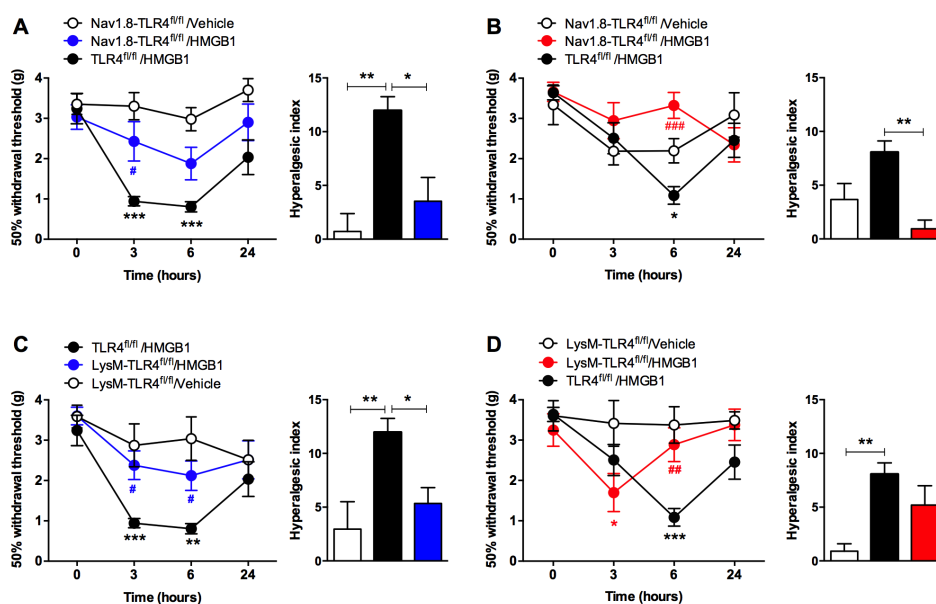 A
Nav1.8-TLR4fl/fl/Vehicle
Nav1.8-TLR4fl/fl/HMGB1
TLR4fl/fl/HMGB1
50% withdrawal threshold (g)
4
3
2
1
0
#
***
***
0
3
6
24
Time (hours)
Hyperalgesic index
15
10
5
0
**
*
B
Nav1.8-TLR4fl/fl/Vehicle
Nav1.8-TLR4fl/fl/HMGB1
TLR4fl/fl/HMGB1
50% withdrawal threshold (g)
4
3
2
1
0
###
*
0
3
6
24
Time (hours)
Hyperalgesic index
15
10
5
0
**
C
TLR4fl/fl/HMGB1
LysM-TLR4fl/fl/HMGB1
LysM-TLR4fl/fl/Vehicle
50% withdrawal threshold (g)
4
3
2
1
0
#
#
***
**
0
3
6
24
Time (hours)
Hyperalgesic index
15
10
5
0
**
*
D
LysM-TLR4fl/fl/Vehicle
LysM-TLR4fl/fl/HMGB1
TLR4fl/fl/HMGB1
50% withdrawal threshold (g)
4
3
2
1
0
##
*
***
0
3
6
24
Time (hours)
Hyperalgesic index
15
10
5
0
**